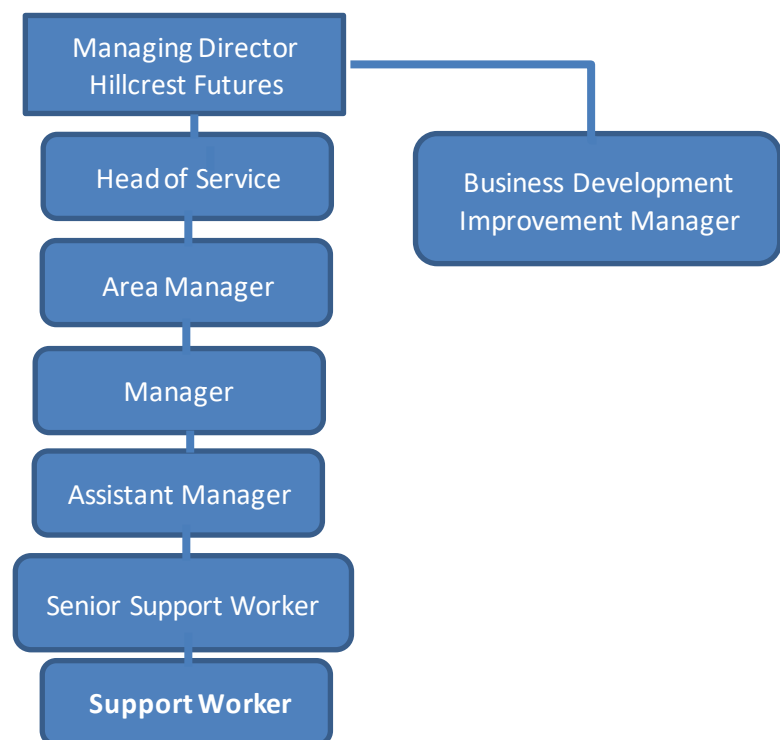 Managing Director
Hillcrest Futures
Head of Service
Business Development
Improvement Manager
Area Manager
Manager
Assistant Manager
Senior Support Worker
Support Worker